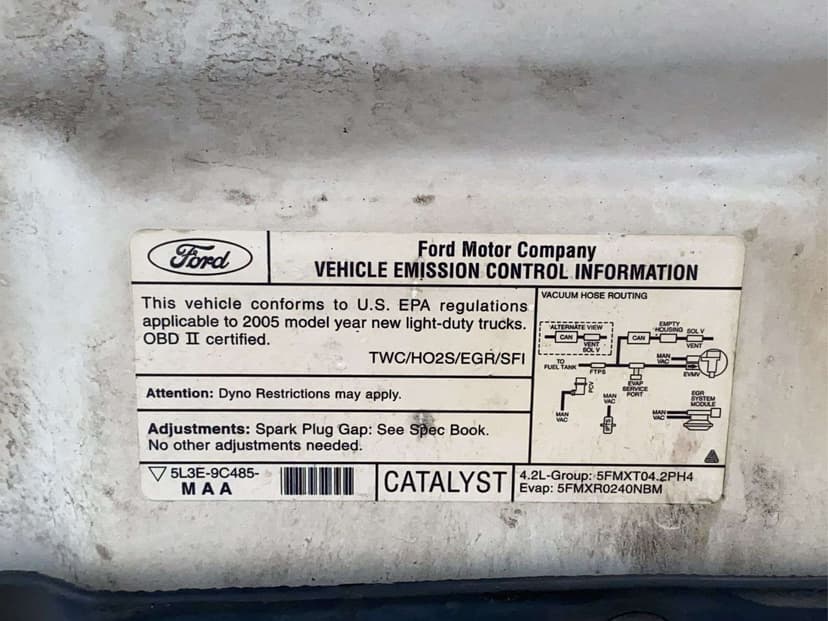 Ford
Ford Motor Company
VEHICLE EMISSION CONTROL INFORMATION
This vehicle conforms to U.S. EPA regulations
applicable to 2005 model year new light-duty trucks.
OBD II certified.
TWC/HO2S/EGR/SFI
Attention: Dyno Restrictions may apply.
Adjustments: Spark Plug Gap: See Spec Book.
No other adjustments needed.
VACUUM HOSE ROUTING
ALTERNATE VIEW
CAN
VENT
SOL V
CAN
EMPTY
HOUSING
SOL V
VENT
TO
FUEL TANK
FTPS
MAN
VAC
EVMV
EVAP
SERVICE
PORT
PCV
MAN
VAC
MAN
VAC
EGR
SYSTEM
MODULE
MAN
VAC
5L3E-9C485-
MAA
CATALYST
4.2L-Group: 5FMXT04.2PH4
Evap: 5FMXR0240NBM